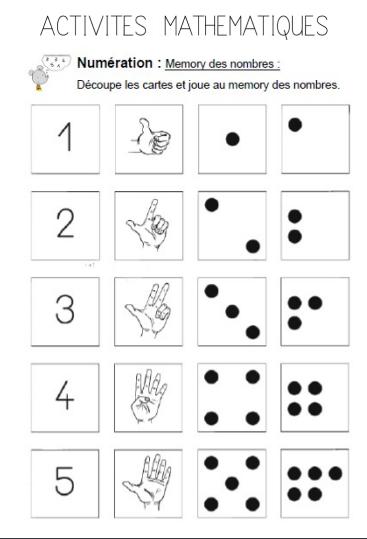 ACTIVITES MATHEMATIQUES
Numération : Memory des nombres :
Découpe les cartes et joue au memory des nombres.
1
2
3
4
5